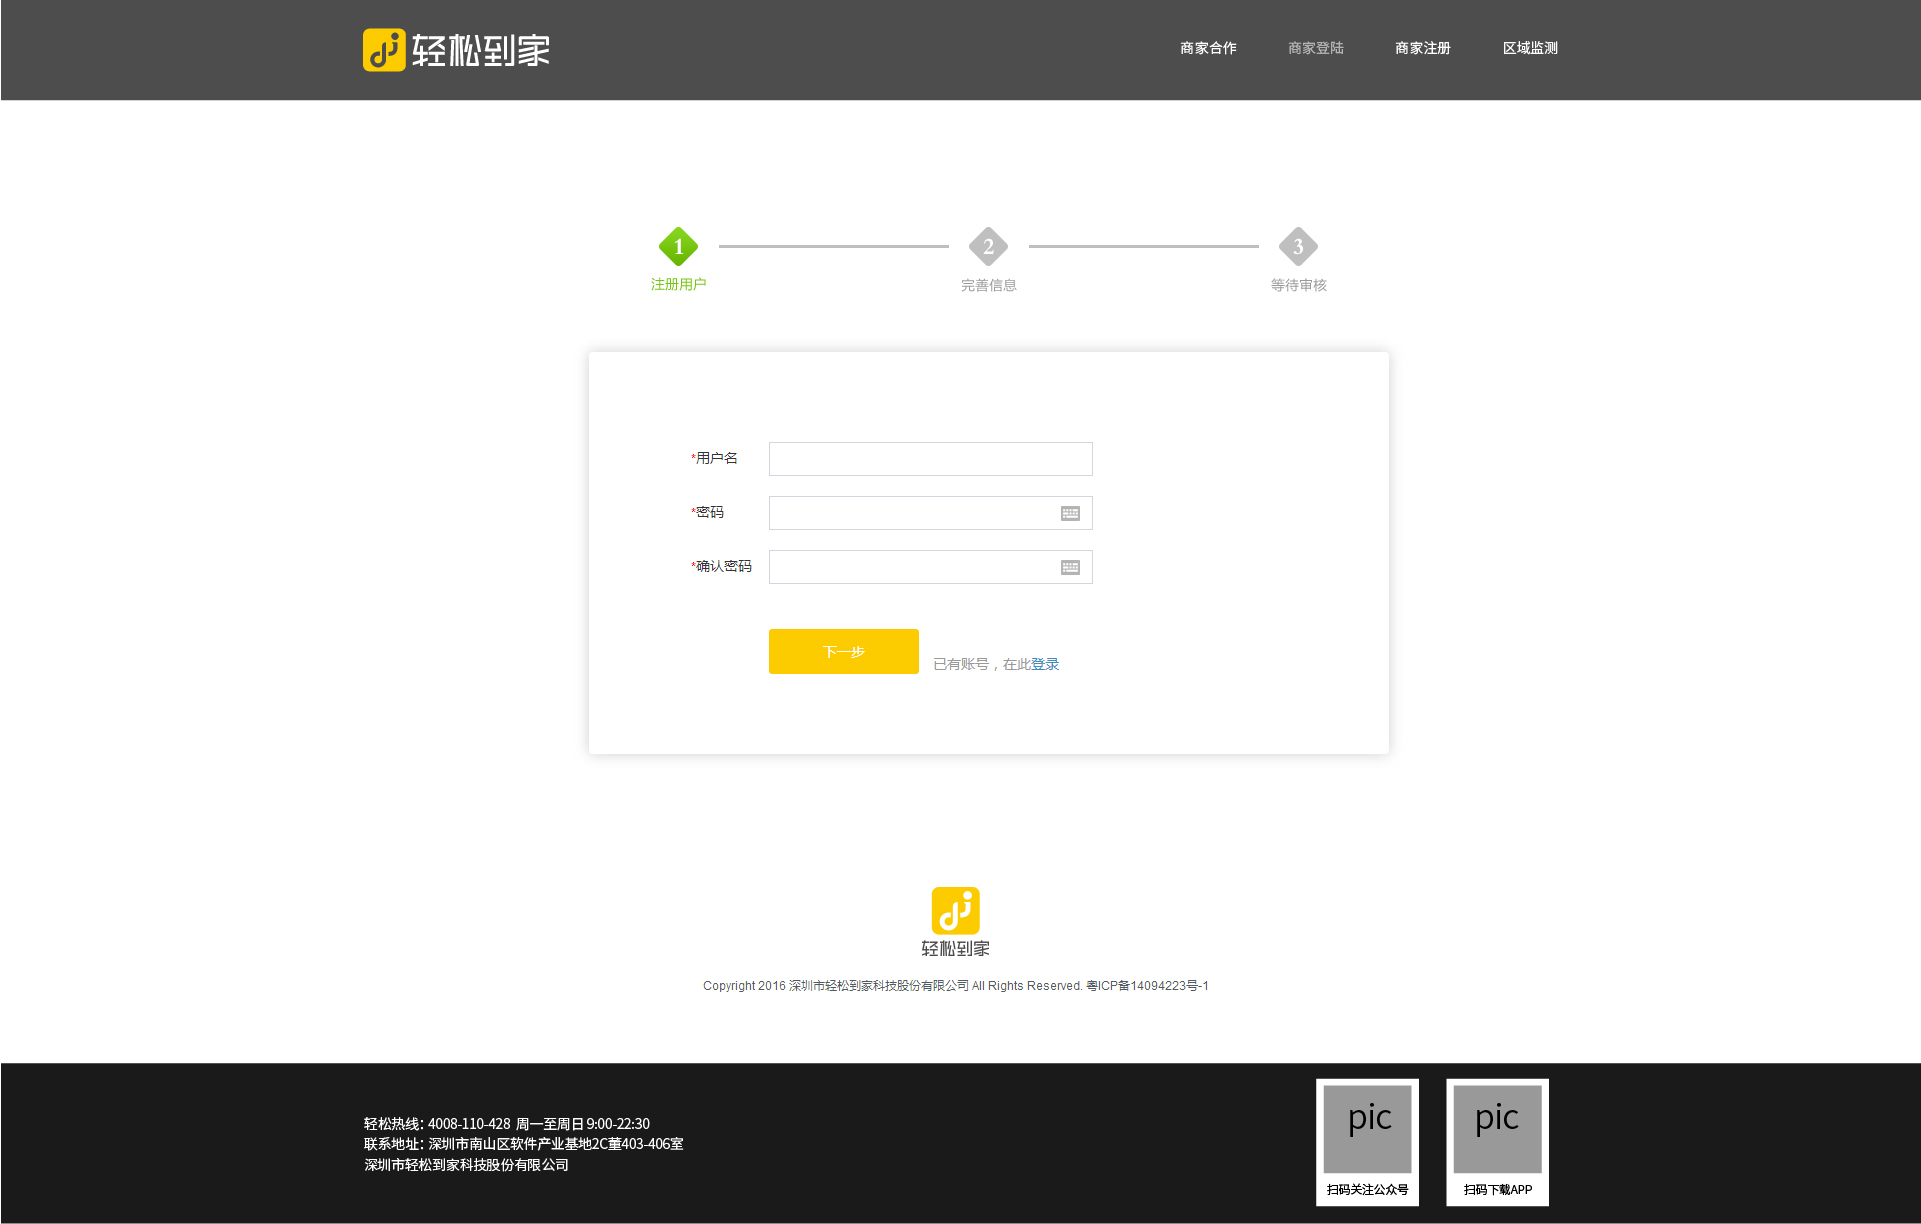 轻松到家
商家合作 商家登陆 商家注册 区域监测
1 2 3
注册用户 完善信息 等待审核
*用户名
*密码
*确认密码
下一步 已有账号，在此登录
轻松到家
Copyright 2016 深圳市轻松到家科技股份有限公司 All Rights Reserved. 粤ICP备14094223号-1
轻松热线：4008-110-428 周一至周日9:00-22:30
联系地址：深圳市南山区软件产业基地2C董403-406室
深圳市轻松到家科技股份有限公司
pic pic
扫码关注公众号 扫码下载APP